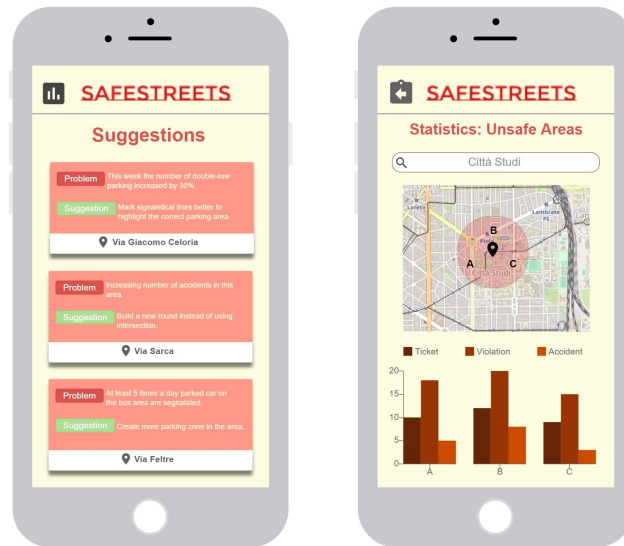 SAFESTREETS
Suggestions
Problem
This week the number of double-row
parking increased by 30%.
Suggestion
Mark signaletical lines better to
highlight the correct parking area.
Via Giacomo Celoria
Problem
Increasing number of accidents in this
area.
Suggestion
Build a new round instead of using
intersection.
Via Sarca
Problem
At least 5 times a day parked car on
the bus area are segnalated.
Suggestion
Create more parking zone in the area.
Via Feltre
SAFESTREETS
Statistics: Unsafe Areas
Città Studi
Loreto
Loreto
Lambrate
FS
B
A
C
Città Studi
Ticket
Violation
Accident
20
15
10
5
0
A
B
C